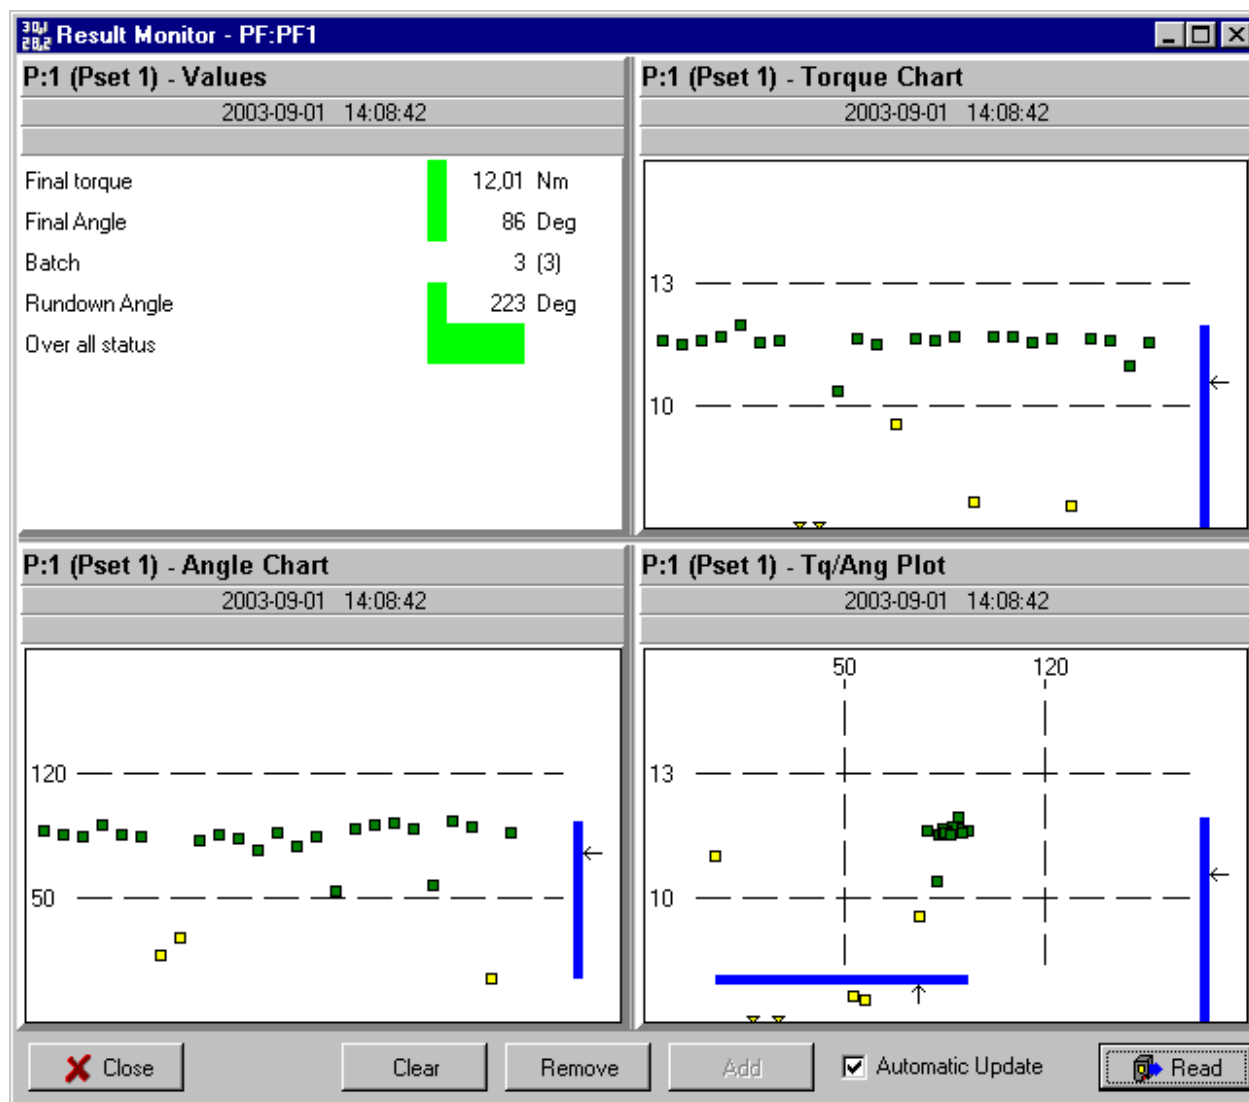 30,1
28,2
Result Monitor - PF:PF1
P:1 (Pset 1) - Values
2003-09-01 14:08:42
Final torque 12,01 Nm
Final Angle 86 Deg
Batch 3 (3)
Rundown Angle 223 Deg
Over all status
P:1 (Pset 1) - Torque Chart
2003-09-01 14:08:42
13
10
P:1 (Pset 1) - Angle Chart
2003-09-01 14:08:42
120
50
P:1 (Pset 1) - Tq/Ang Plot
2003-09-01 14:08:42
50 120
13
10
Close Clear Remove Add Automatic Update Read